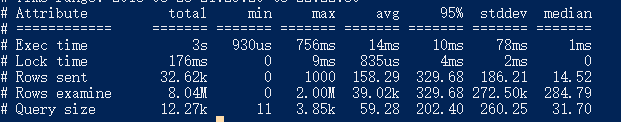 # Attribute          total     min     max     avg     95%  stddev  median
# ============     ======= ======= ======= ======= ======= ======= =======
# Exec time             3s   930us   756ms    14ms    10ms    78ms     1ms
# Lock time          176ms       0     9ms   835us     4ms     2ms       0
# Rows sent         32.62k       0    1000  158.29  329.68  186.21   14.52
# Rows examine       8.04M       0   2.00M  39.02k  329.68 272.50k  284.79
# Query size        12.27k      11   3.85k   59.28  202.40  260.25   31.70